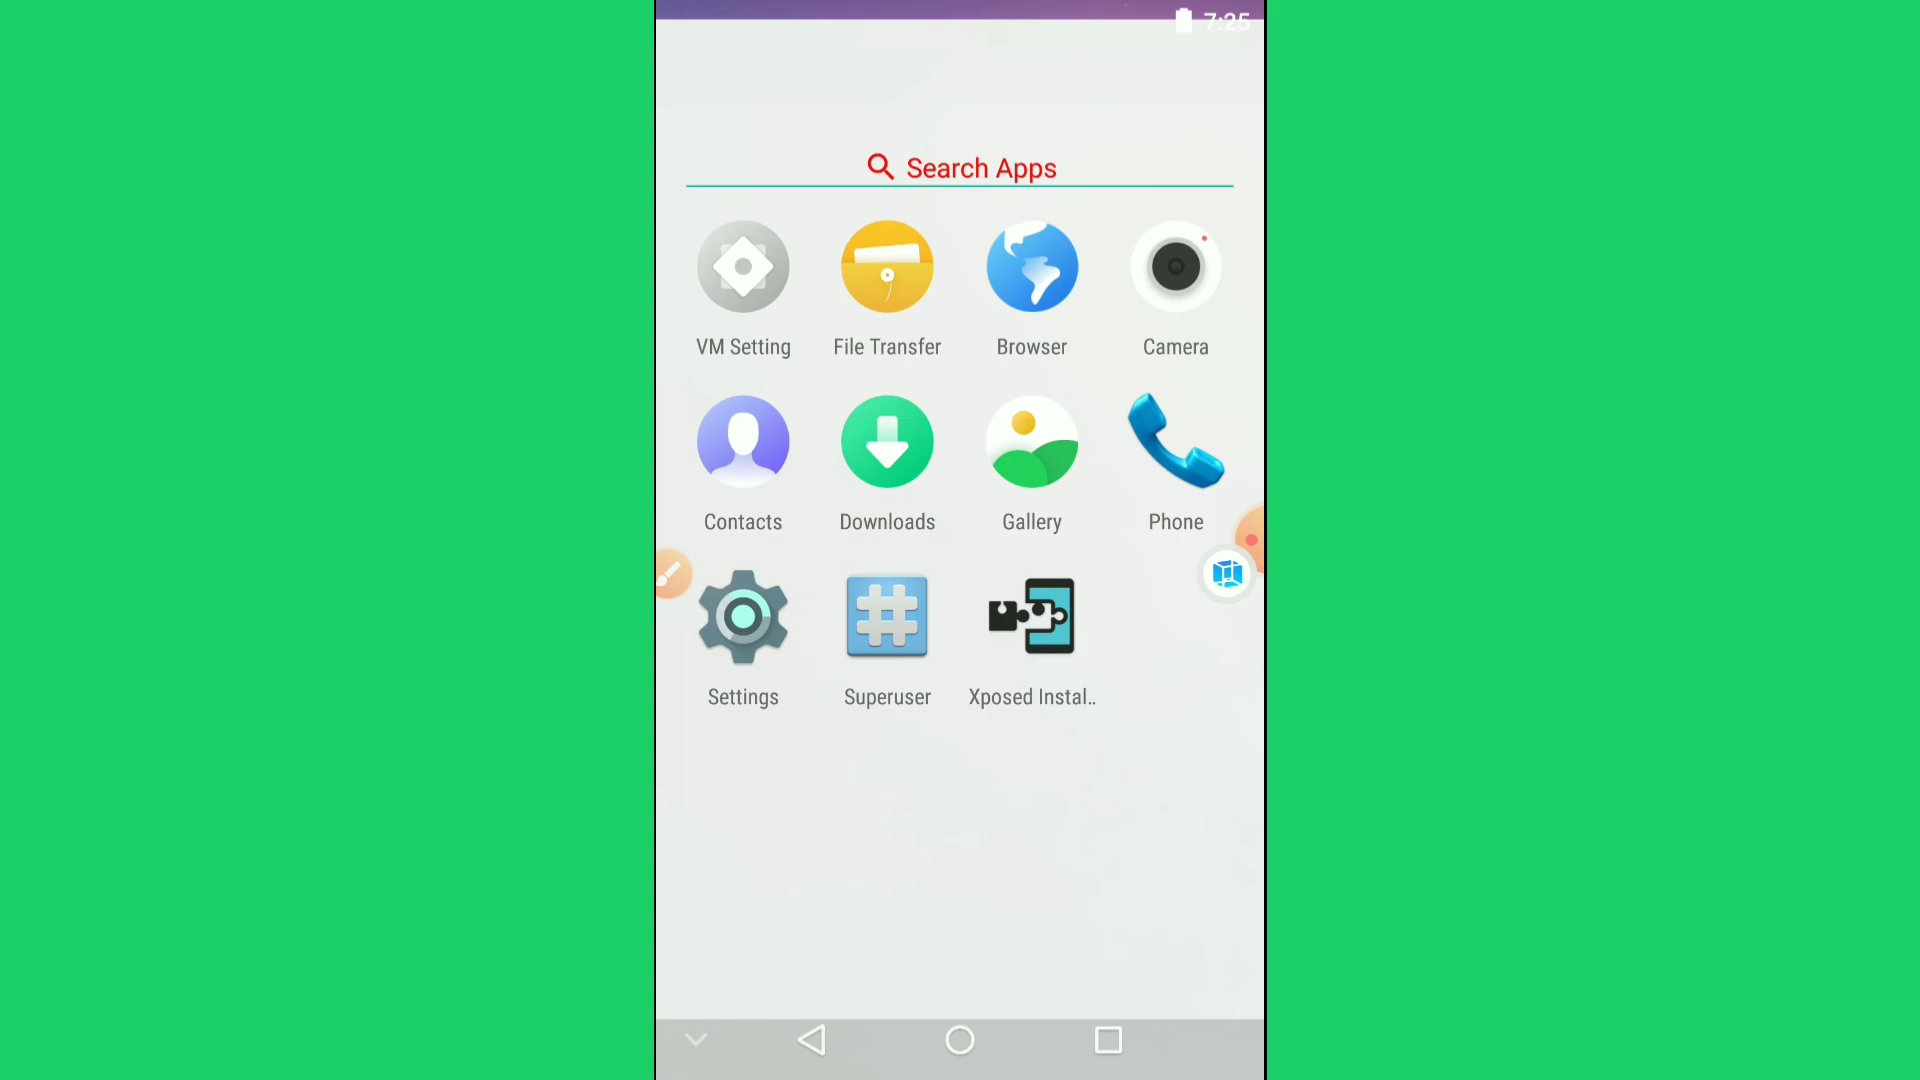 7:25
Search Apps
VM Setting
File Transfer
Browser
Camera
Contacts
Downloads
Gallery
Phone
Settings
Superuser
Xposed Instal..